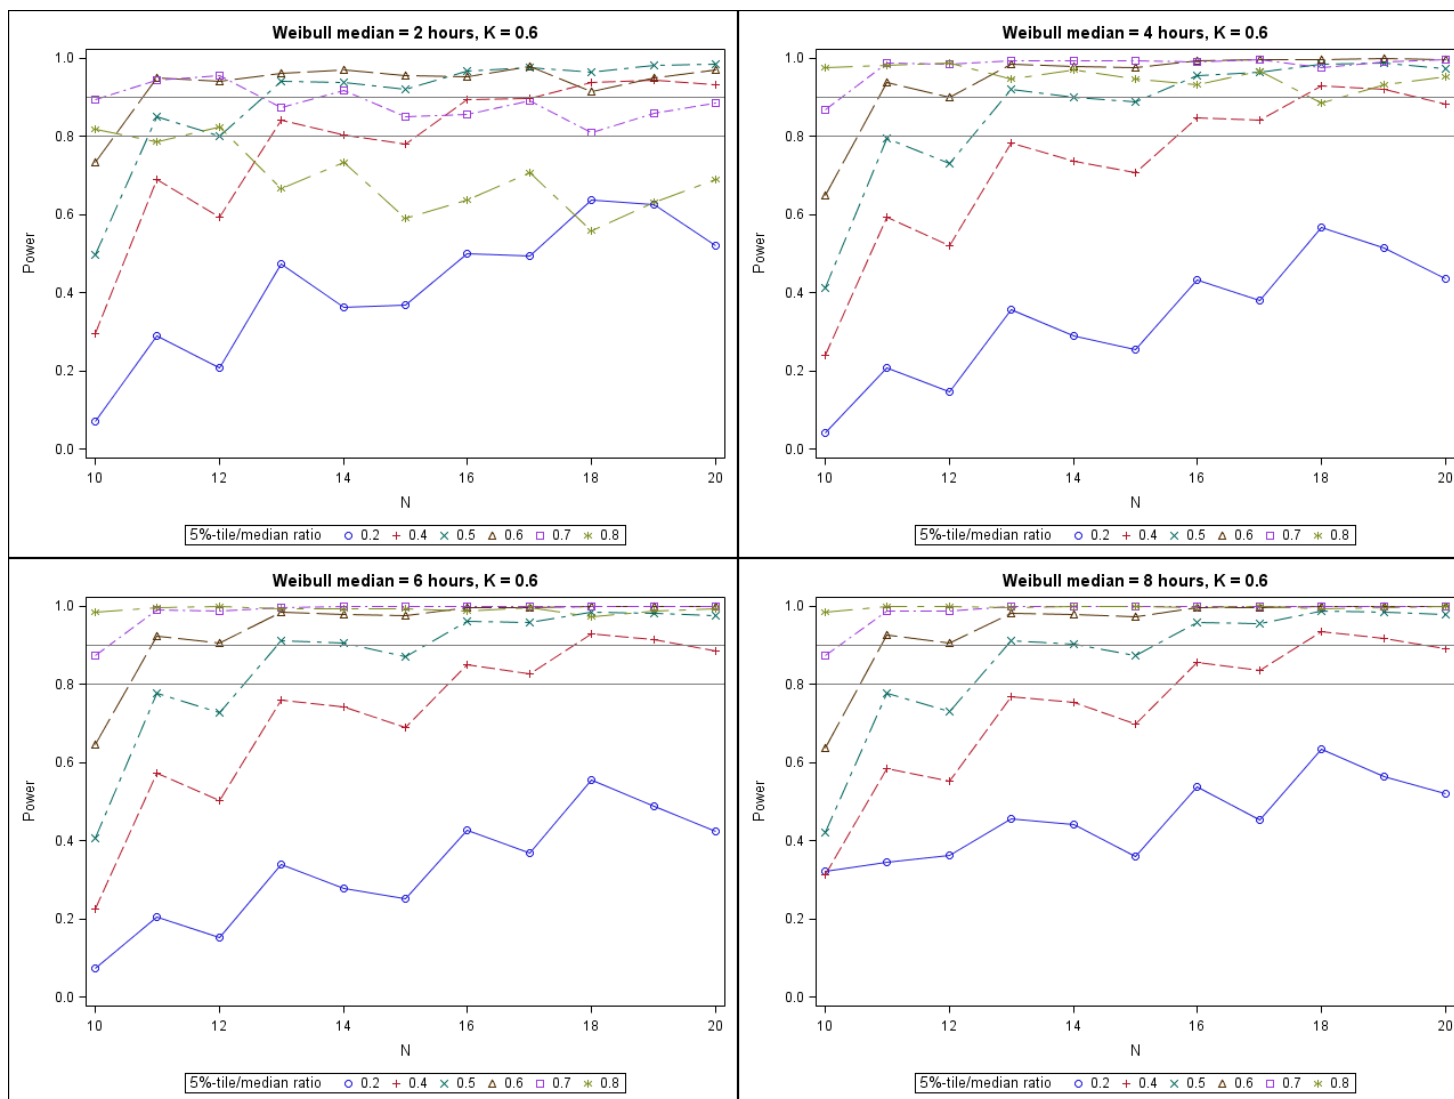 Weibull median = 2 hours, K = 0.6
1.0
0.8
0.6
0.4
0.2
0.0
Power
10 12 14 16 18 20
N
5%-tile/median ratio 0.2 0.4 0.5 0.6 0.7 0.8
Weibull median = 4 hours, K = 0.6
1.0
0.8
0.6
0.4
0.2
0.0
Power
10 12 14 16 18 20
N
5%-tile/median ratio 0.2 0.4 0.5 0.6 0.7 0.8
Weibull median = 6 hours, K = 0.6
1.0
0.8
0.6
0.4
0.2
0.0
Power
10 12 14 16 18 20
N
5%-tile/median ratio 0.2 0.4 0.5 0.6 0.7 0.8
Weibull median = 8 hours, K = 0.6
1.0
0.8
0.6
0.4
0.2
0.0
Power
10 12 14 16 18 20
N
5%-tile/median ratio 0.2 0.4 0.5 0.6 0.7 0.8